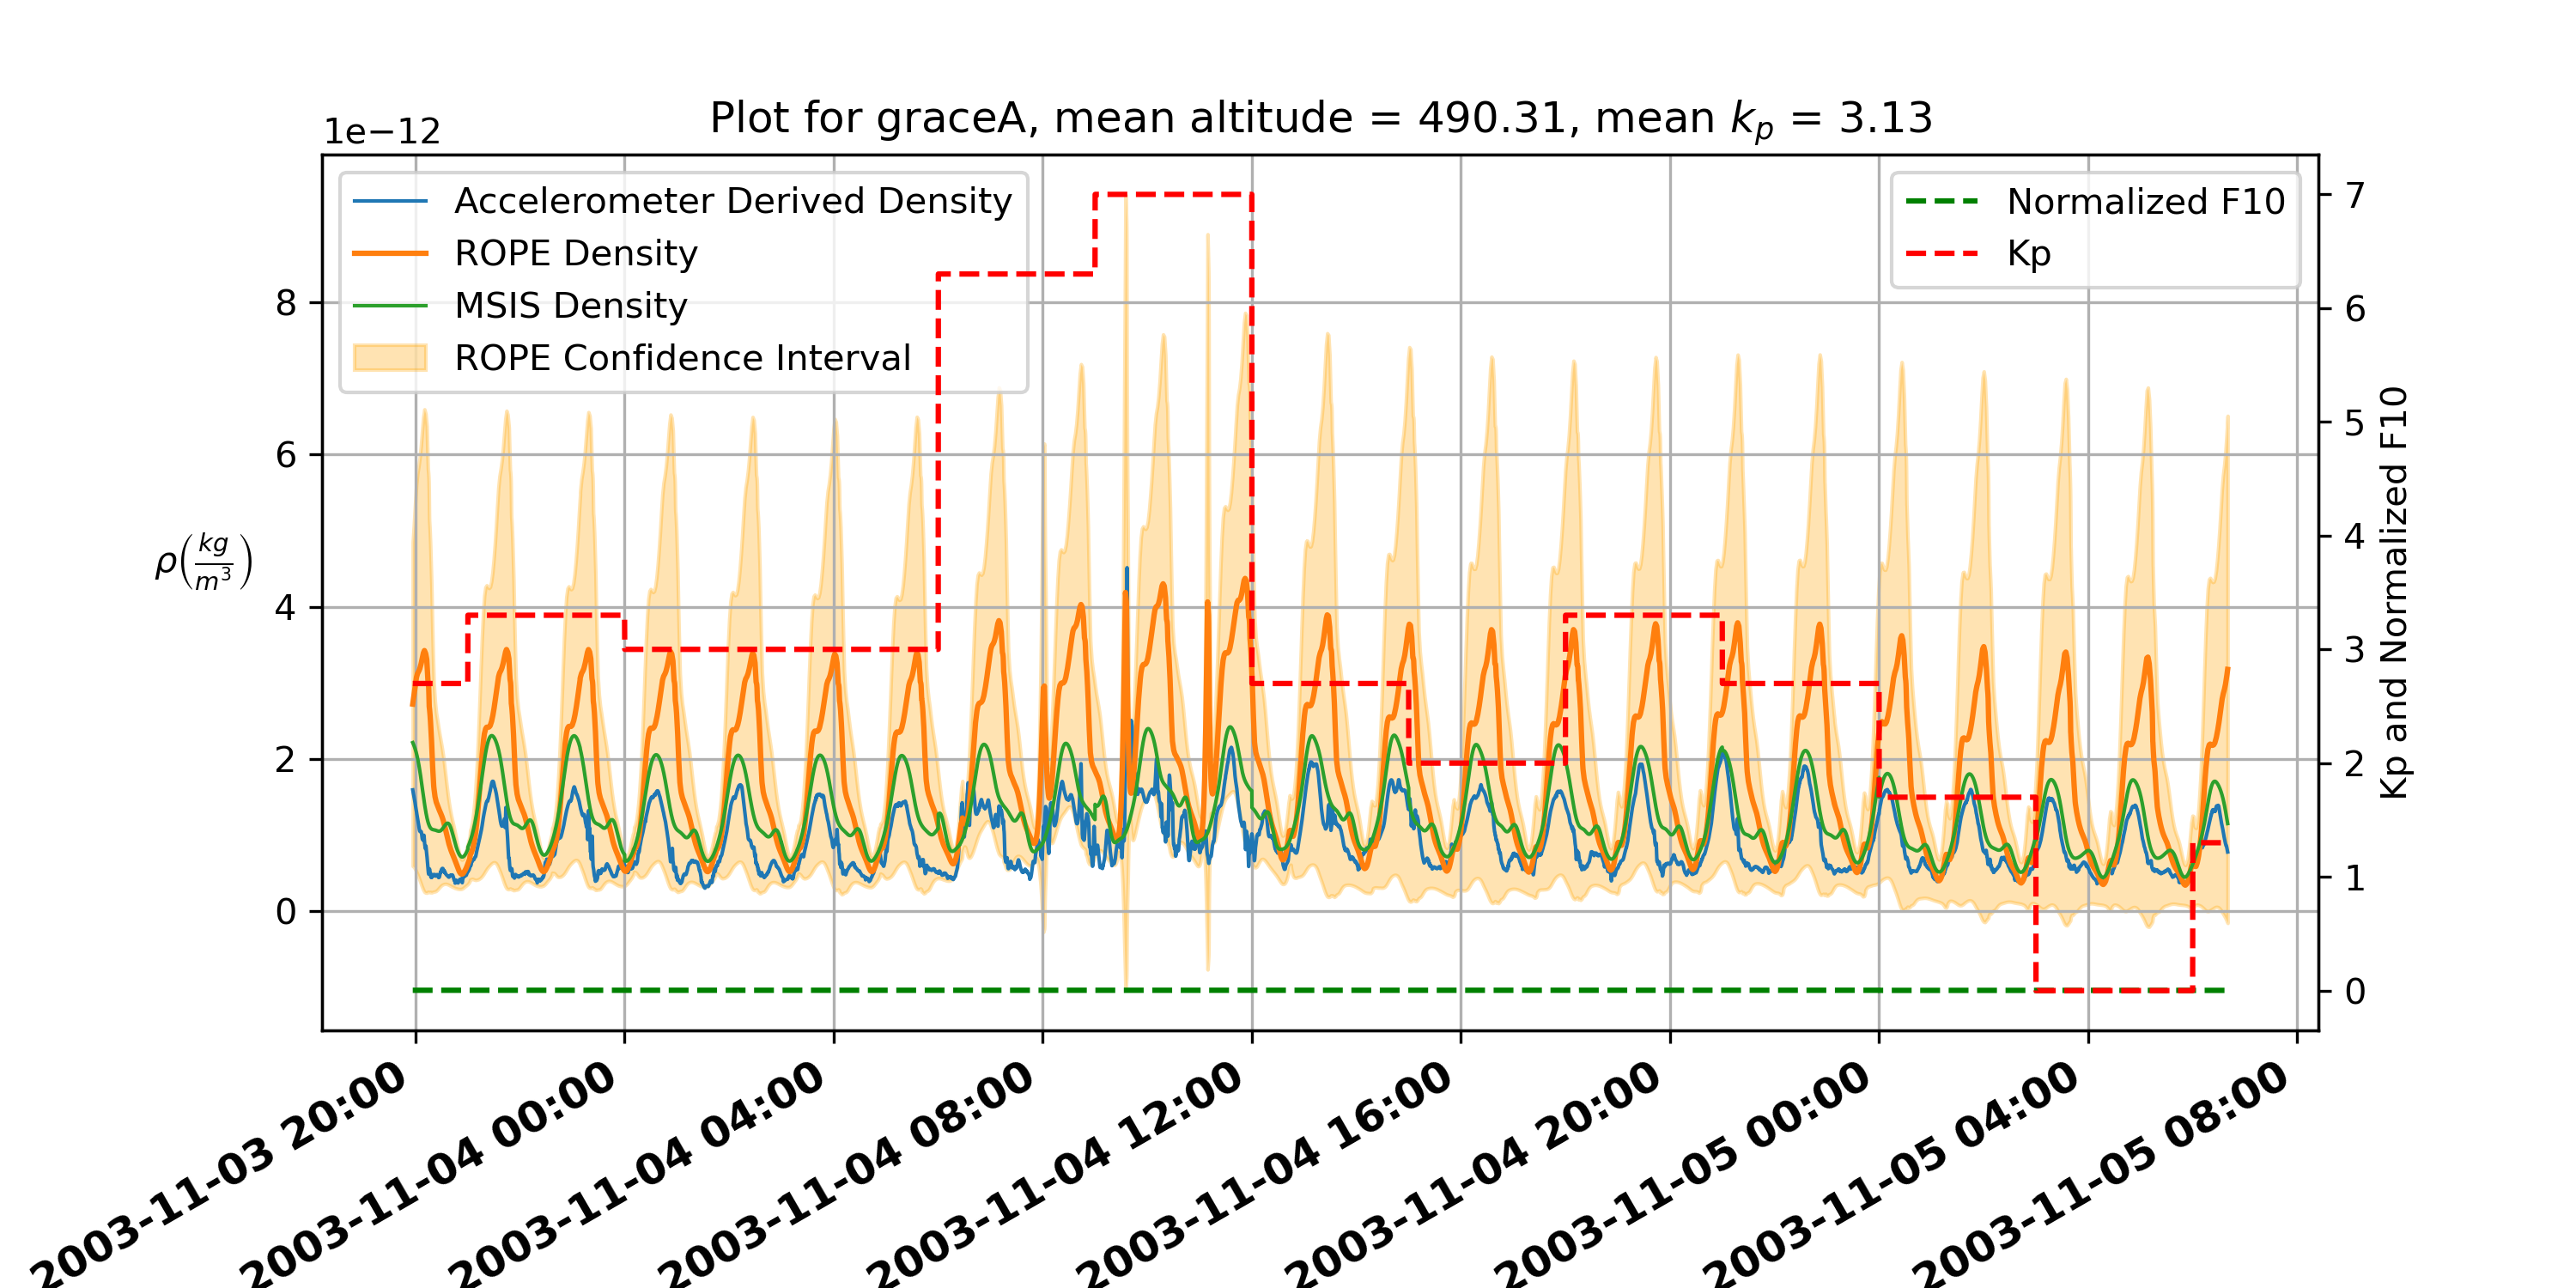 Plot for graceA, mean altitude = 490.31, mean kp = 3.13
1e−12
Accelerometer Derived Density
ROPE Density
MSIS Density
ROPE Confidence Interval
Normalized F10
Kp
8
6
4
2
0
ρ(kg/m³)
7
6
5
4
3
2
1
0
Kp and Normalized F10
2003-11-03 20:00
2003-11-04 00:00
2003-11-04 04:00
2003-11-04 08:00
2003-11-04 12:00
2003-11-04 16:00
2003-11-04 20:00
2003-11-05 00:00
2003-11-05 04:00
2003-11-05 08:00